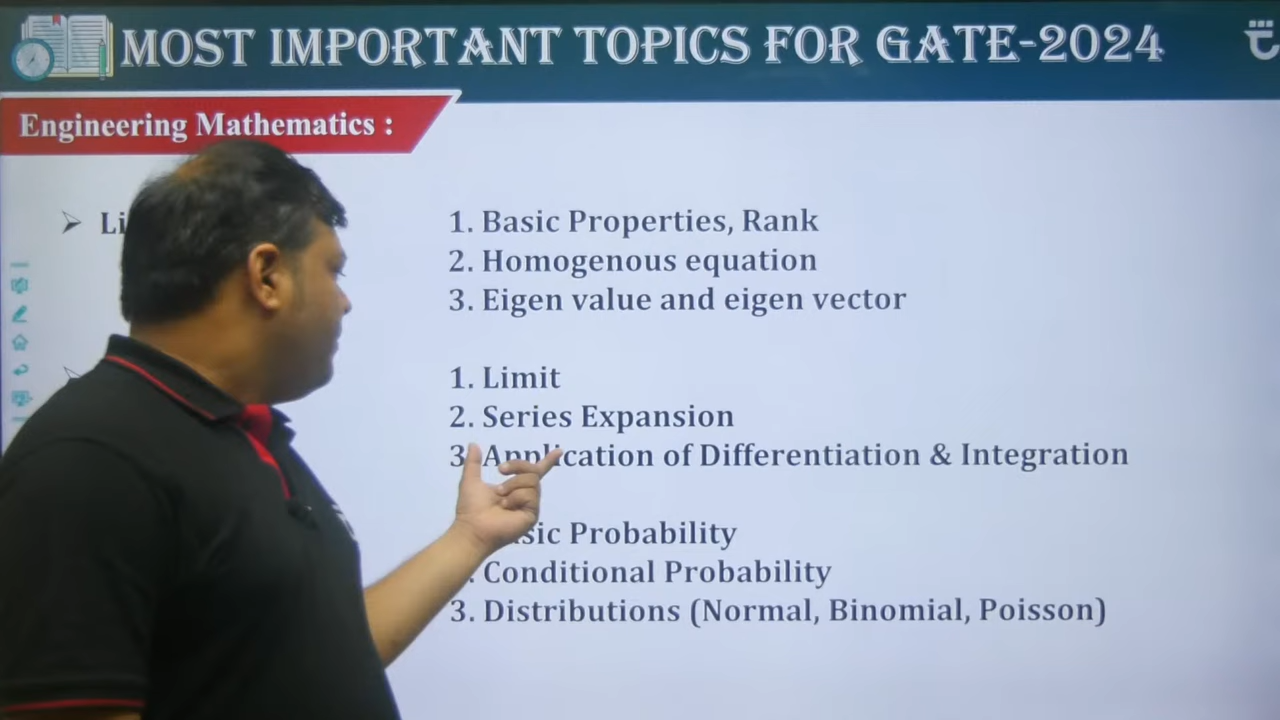 MOST IMPORTANT TOPICS FOR GATE-2024
Engineering Mathematics :
1. Basic Properties, Rank
2. Homogenous equation
3. Eigen value and eigen vector
1. Limit
2. Series Expansion
3. Application of Differentiation & Integration
Probability
Conditional Probability
3. Distributions (Normal, Binomial, Poisson)